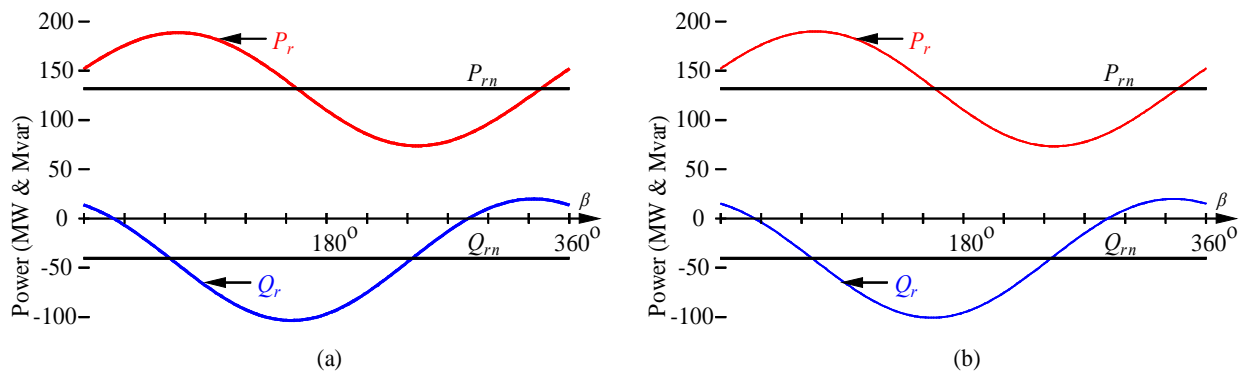 Power (MW & Mvar)
200
150
100
50
0
-50
-100
P_r
P_rn
β
180°
360°
Q_rn
Q_r
(a)
Power (MW & Mvar)
200
150
100
50
0
-50
-100
P_r
P_rn
β
180°
360°
Q_rn
Q_r
(b)